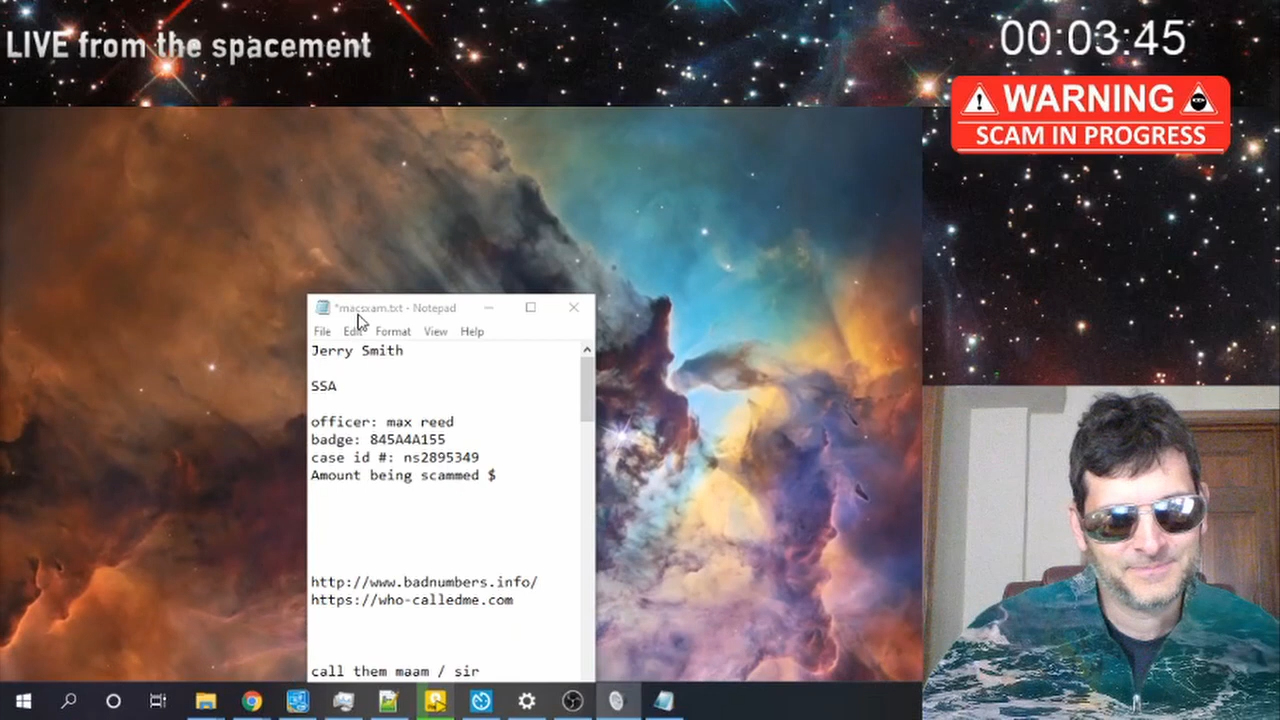 LIVE from the spacement
00:03:45
WARNING
SCAM IN PROGRESS
*macsxam.txt - Notepad
File Edit Format View Help
Jerry Smith
SSA
officer: max reed
badge: 845A4A155
case id #: ns2895349
Amount being scammed $
http://www.badnumbers.info/
https://who-calledme.com
call them maam / sir